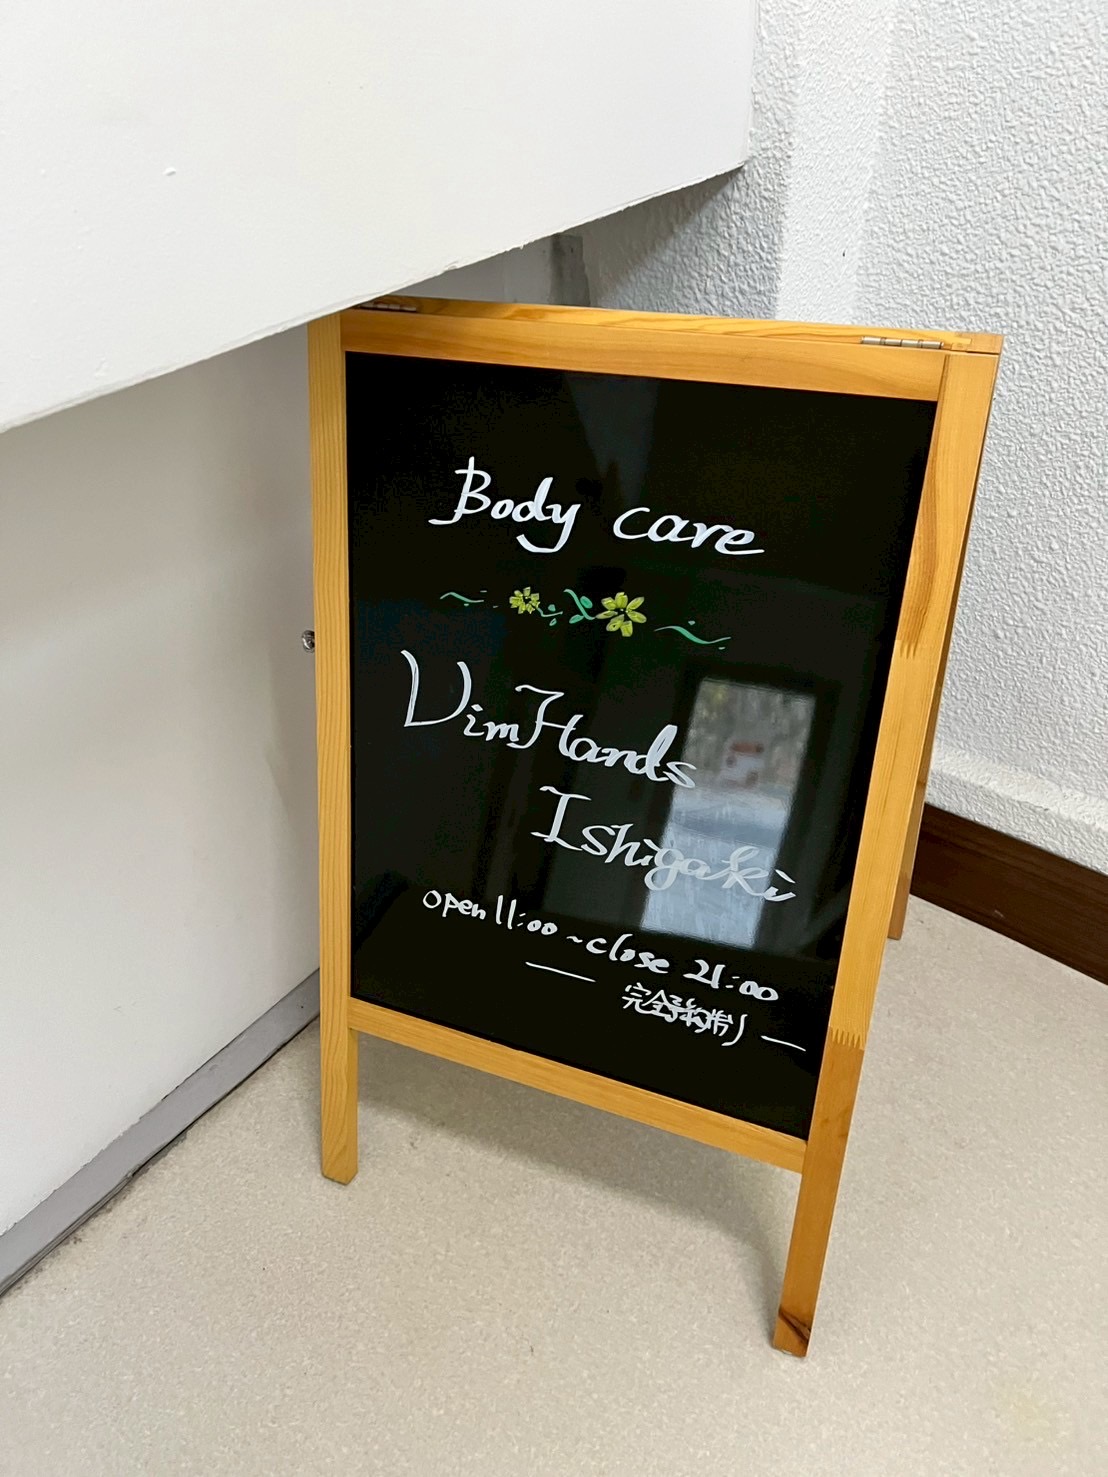 Body care
VimHands
Ishigaki
open 11:00 ~close 21:00
完全予約制